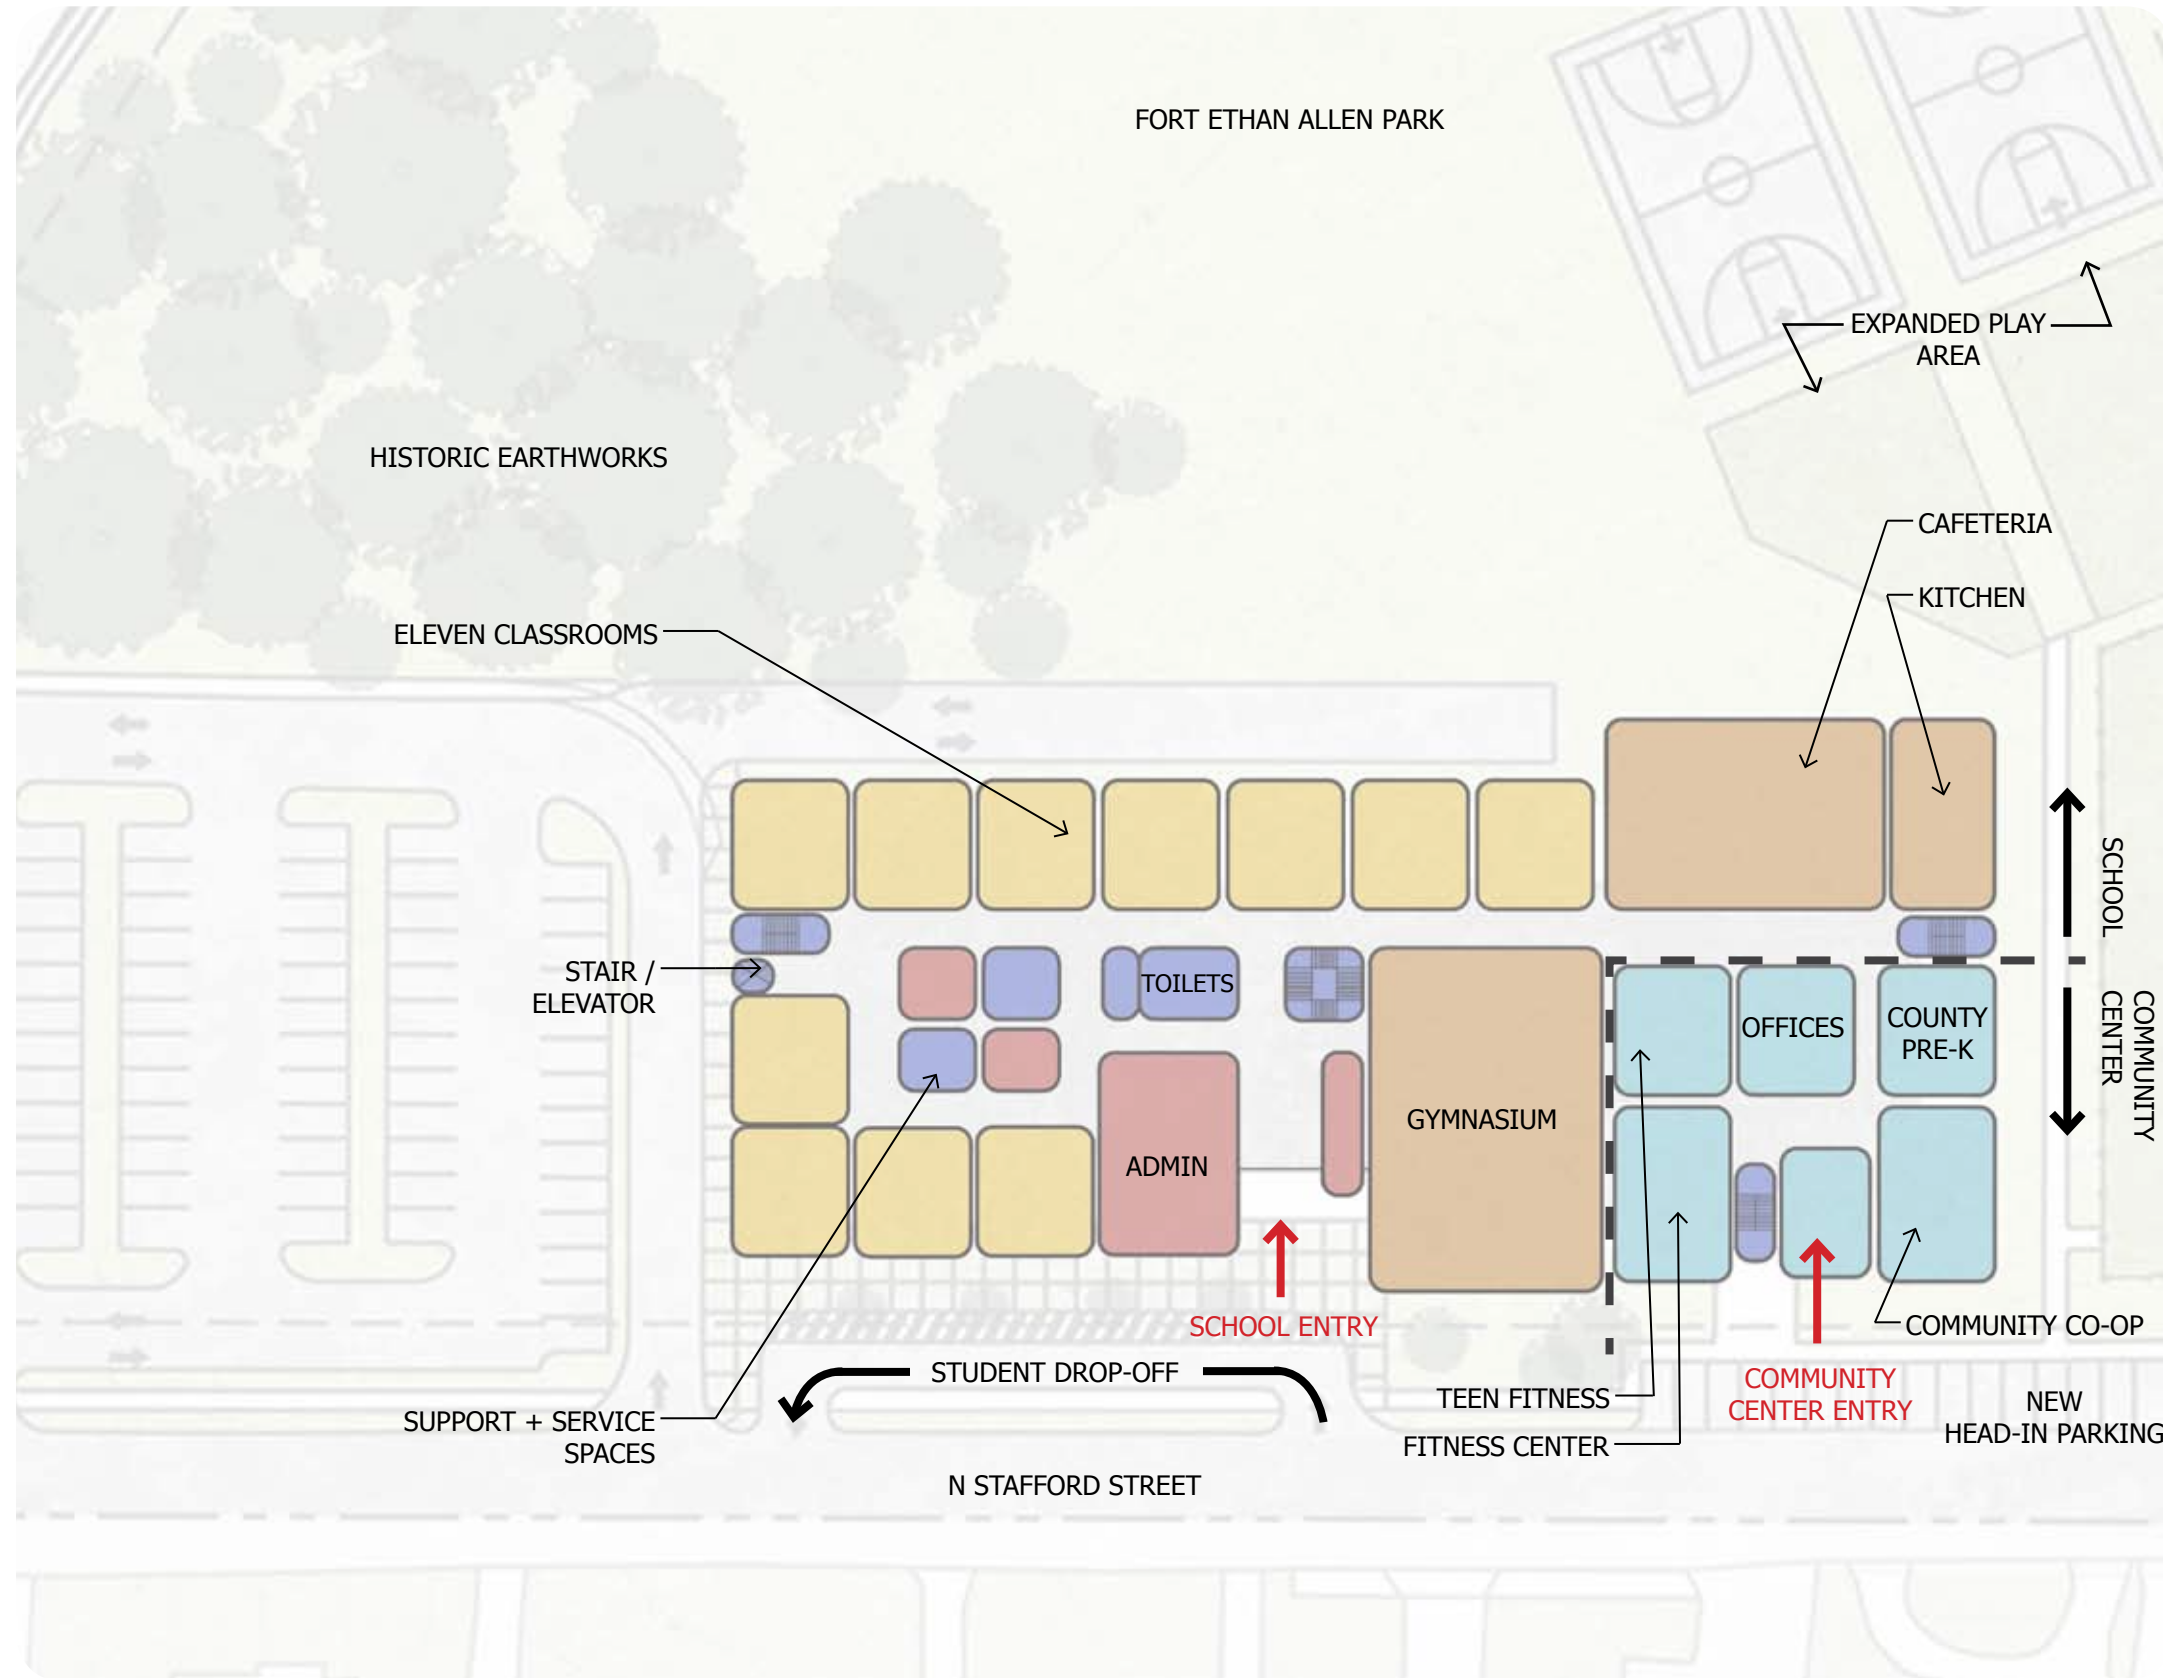 FORT ETHAN ALLEN PARK
EXPANDED PLAY
AREA
HISTORIC EARTHWORKS
CAFETERIA
KITCHEN
ELEVEN CLASSROOMS
SCHOOL
STAIR /
ELEVATOR
TOILETS
OFFICES
COUNTY
PRE-K
COMMUNITY
CENTER
GYMNASIUM
ADMIN
SCHOOL ENTRY
COMMUNITY CO-OP
STUDENT DROP-OFF
TEEN FITNESS
COMMUNITY
CENTER ENTRY
NEW
HEAD-IN PARKING
SUPPORT + SERVICE
SPACES
FITNESS CENTER
N STAFFORD STREET